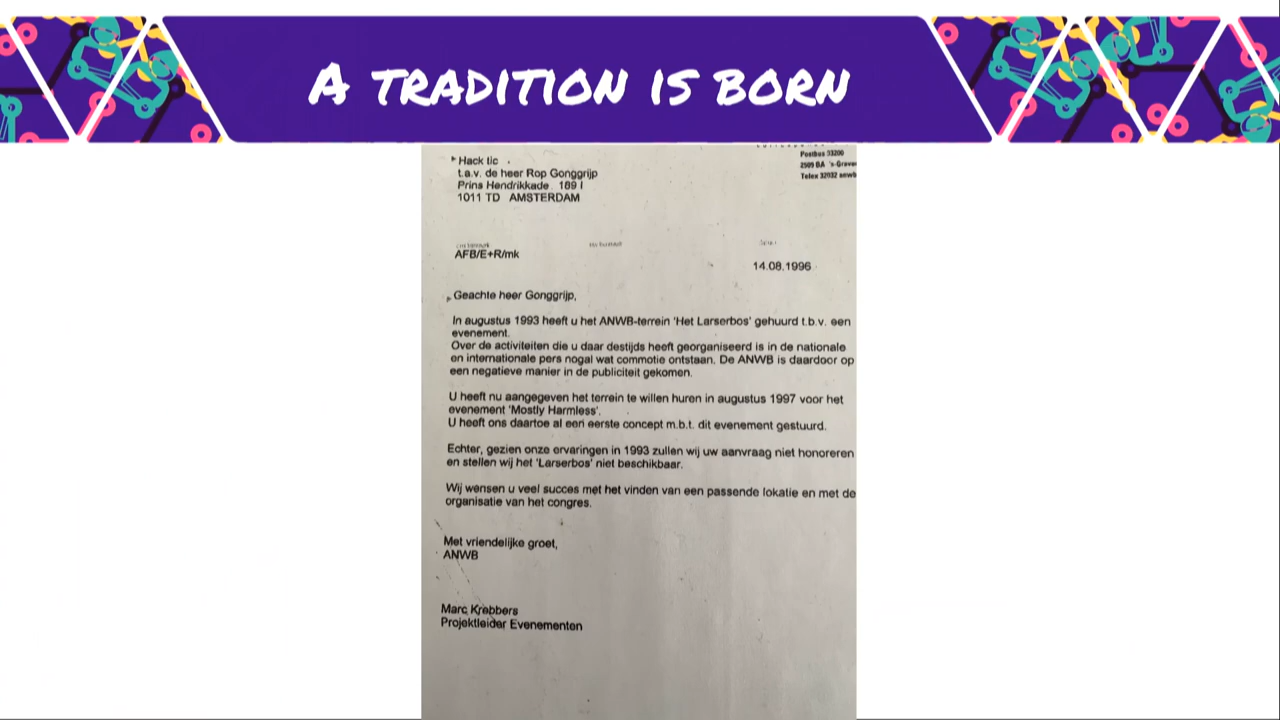 A TRADITION IS BORN
Postbus 33200
Hack tic
2509 BA 's-Grave
t.a.v. de heer Rop Gonggrijp
Telex 32032 anwb
Prins Hendrikkade 189 I
1011 TD AMSTERDAM
AFB/E+R/mk
14.08.1996
Geachte heer Gonggrijp,
In augustus 1993 heeft u het ANWB-terrein 'Het Larserbos' gehuurd t.b.v. een
evenement.
Over de activiteiten die u daar destijds heeft georganiseerd is in de nationale
en internationale pers nogal wat commotie ontstaan. De ANWB is daardoor op
een negatieve manier in de publiciteit gekomen.
U heeft nu aangegeven het terrein te willen huren in augustus 1997 voor het
evenement 'Mostly Harmless'.
U heeft ons daartoe al een eerste concept m.b.t. dit evenement gestuurd.
Echter, gezien onze ervaringen in 1993 zullen wij uw aanvraag niet honoreren
en stellen wij het 'Larserbos' niet beschikbaar.
Wij wensen u veel succes met het vinden van een passende lokatie en met de
organisatie van het congres.
Met vriendelijke groet,
ANWB
Marc Krebbers
Projektleider Evenementen